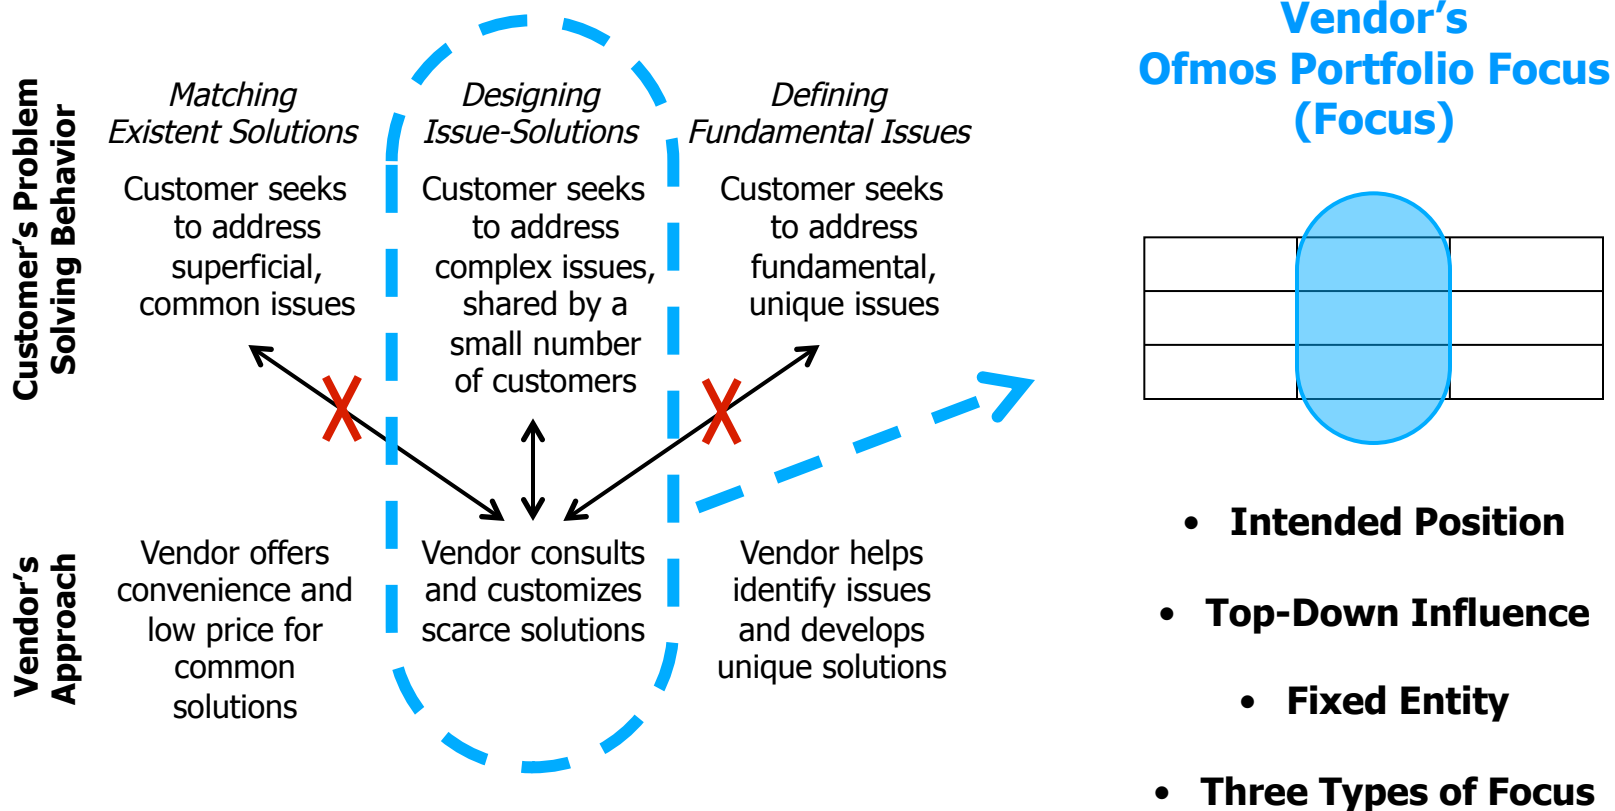 Vendor’s
Ofmos Portfolio Focus
(Focus)
Customer’s Problem
Solving Behavior
Matching
Existent Solutions
Customer seeks
to address
superficial,
common issues
Designing
Issue-Solutions
Customer seeks
to address
complex issues,
shared by a
small number
of customers
Defining
Fundamental Issues
Customer seeks
to address
fundamental,
unique issues
Vendor’s
Approach
Vendor offers
convenience and
low price for
common
solutions
Vendor consults
and customizes
scarce solutions
Vendor helps
identify issues
and develops
unique solutions
• Intended Position
• Top-Down Influence
• Fixed Entity
• Three Types of Focus